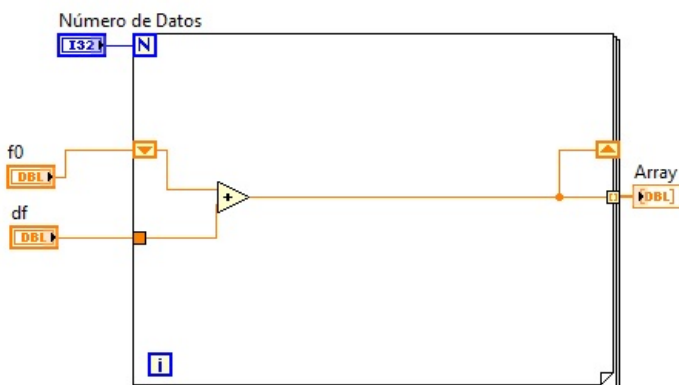 Número de Datos
I32
N
f0
DBL
Array
[DBL]
df
DBL
+
i